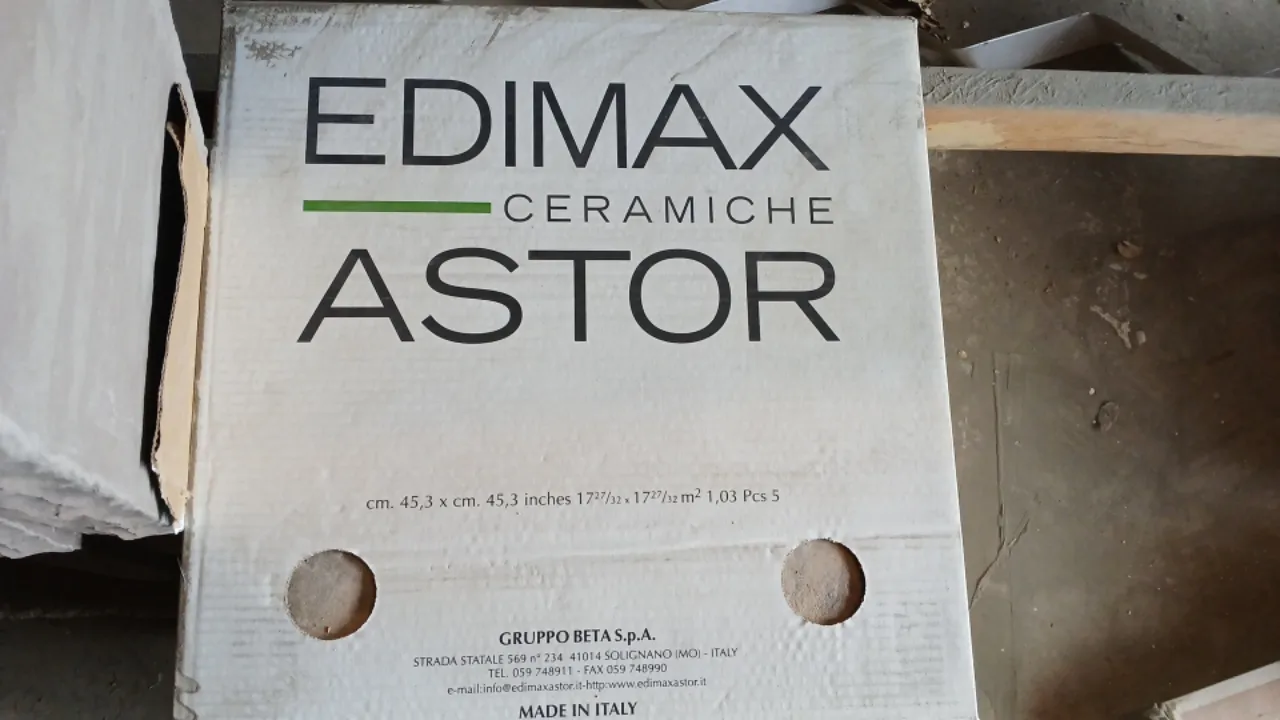 EDIMAX
CERAMICHE
ASTOR
cm. 45,3 x cm. 45,3 inches 17²⁷/₃₂ x 17²⁷/₃₂ m² 1,03 Pcs 5
GRUPPO BETA S.p.A.
STRADA STATALE 569 n° 234 41014 SOLIGNANO (MO) - ITALY
TEL. 059 748911 - FAX 059 748990
e-mail:info@edimaxastor.it-http:www.edimaxastor.it
MADE IN ITALY